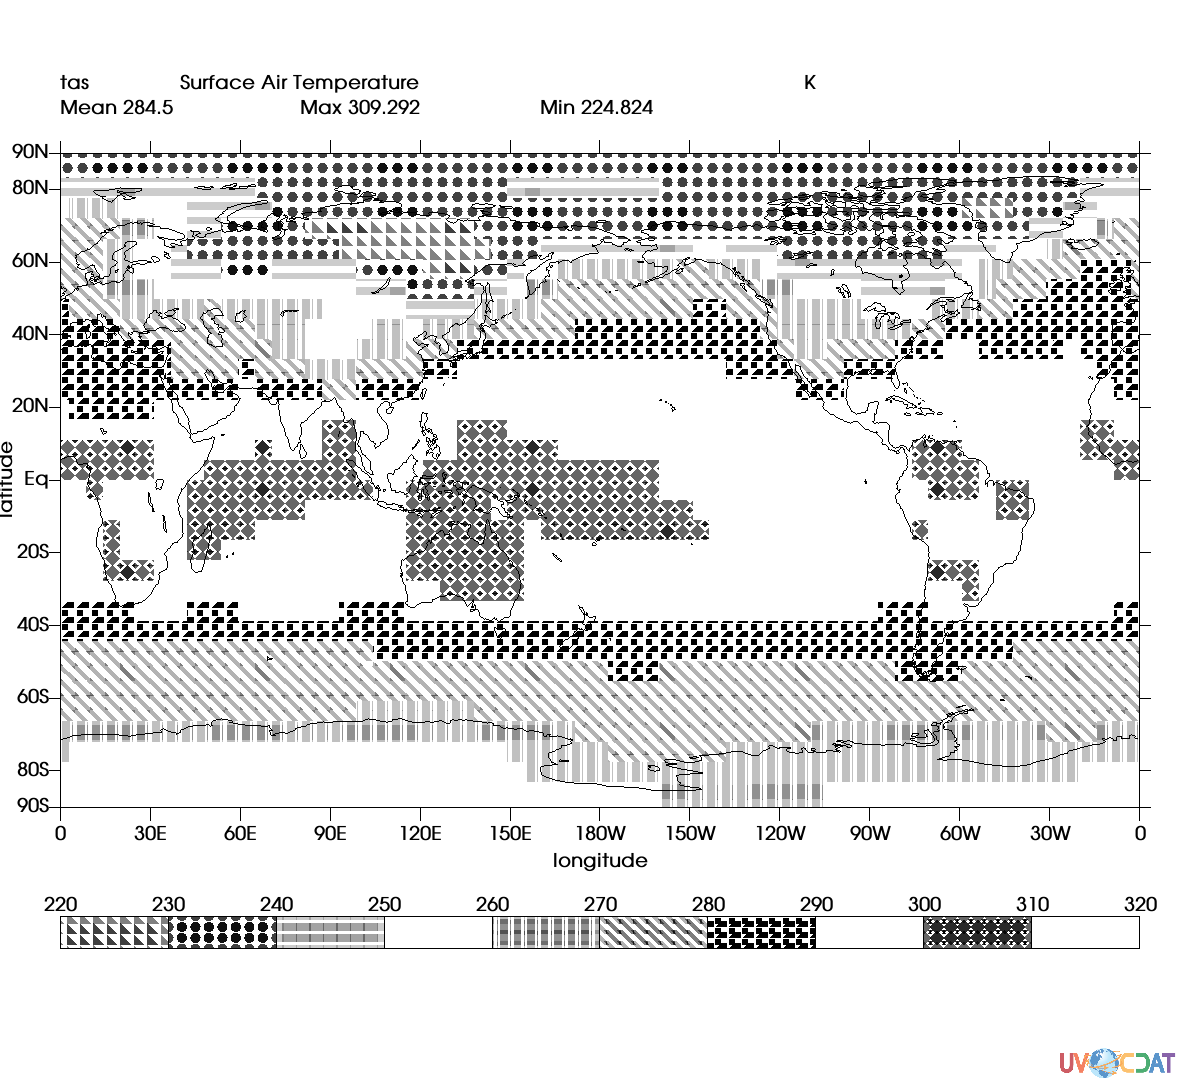 tas Surface Air Temperature K
Mean 284.5 Max 309.292 Min 224.824
90N
80N
60N
40N
20N
Eq
20S
40S
60S
80S
90S
latitude
0 30E 60E 90E 120E 150E 180W 150W 120W 90W 60W 30W 0
longitude
220 230 240 250 260 270 280 290 300 310 320
UVCDAT